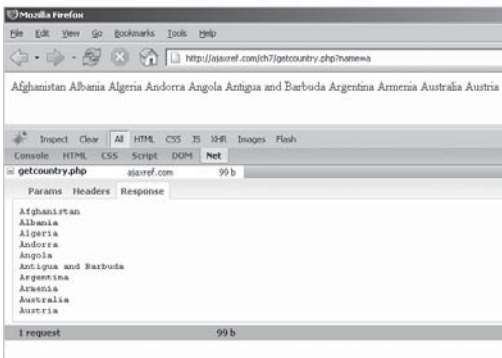 Mozilla Firefox
File Edit View Go Bookmarks Tools Help
http://ajaxref.com/ch7/getcountry.php?name=a
Afghanistan Albania Algeria Andorra Angola Antigua and Barbuda Argentina Armenia Australia Austria
Inspect Clear All HTML CSS JS XHR Images Flash
Console HTML CSS Script DOM Net
getcountry.php ajaxref.com 99 b
Params Headers Response
Afghanistan
Albania
Algeria
Andorra
Angola
Antigua and Barbuda
Argentina
Armenia
Australia
Austria
1 request 99 b